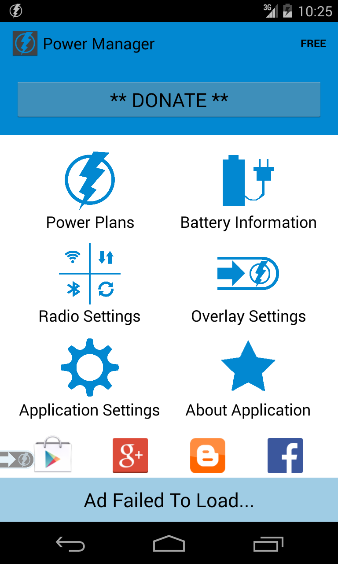 3G 10:25
Power Manager FREE
** DONATE **
Power Plans Battery Information
Radio Settings Overlay Settings
Application Settings About Application
g+ f
Ad Failed To Load...